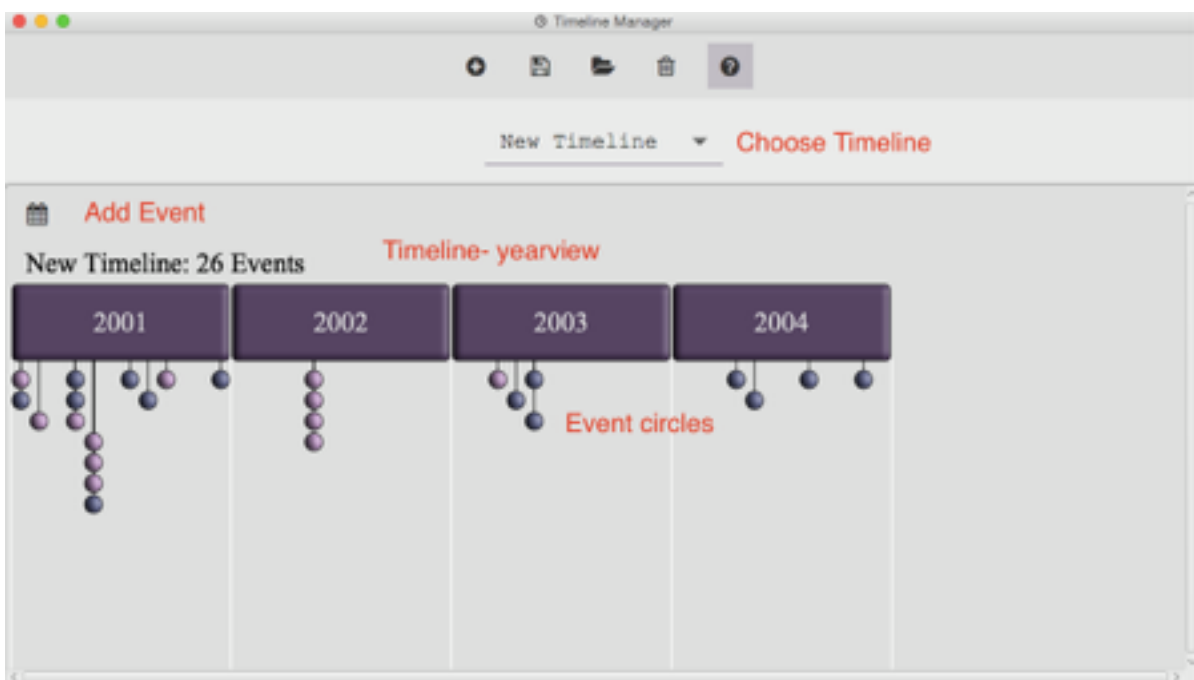 Timeline Manager
New Timeline
Choose Timeline
Add Event
Timeline- yearview
New Timeline: 26 Events
2001
2002
2003
2004
Event circles